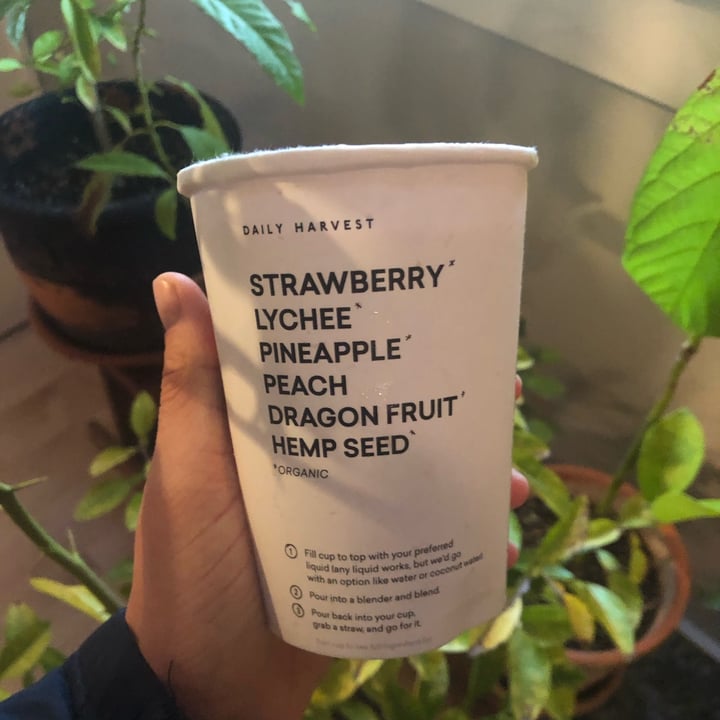 DAILY HARVEST
STRAWBERRY*
LYCHEE*
PINEAPPLE*
PEACH
DRAGON FRUIT*
HEMP SEED*
*ORGANIC
1 Fill cup to top with your preferred
liquid (any liquid works, but we'd go
with an option like water or coconut water)
2 Pour into a blender and blend.
3 Pour back into your cup,
grab a straw, and go for it.